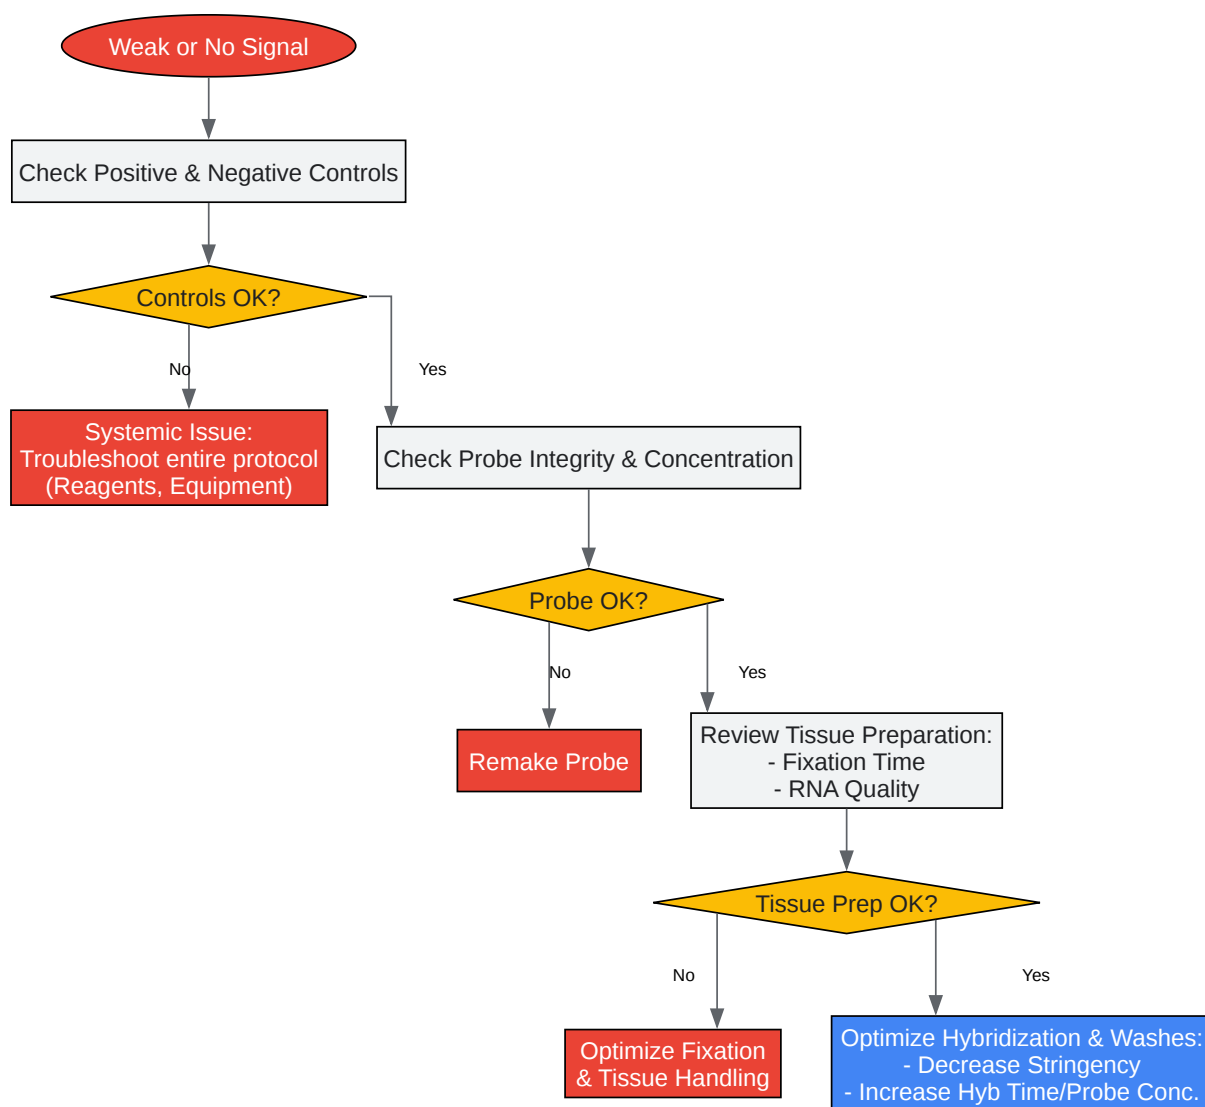 Weak or No Signal
Check Positive & Negative Controls
Controls OK?
No
Yes
Systemic Issue:
Troubleshoot entire protocol
(Reagents, Equipment)
Check Probe Integrity & Concentration
Probe OK?
No
Yes
Remake Probe
Review Tissue Preparation:
- Fixation Time
- RNA Quality
Tissue Prep OK?
No
Yes
Optimize Fixation
& Tissue Handling
Optimize Hybridization & Washes:
- Decrease Stringency
- Increase Hyb Time/Probe Conc.